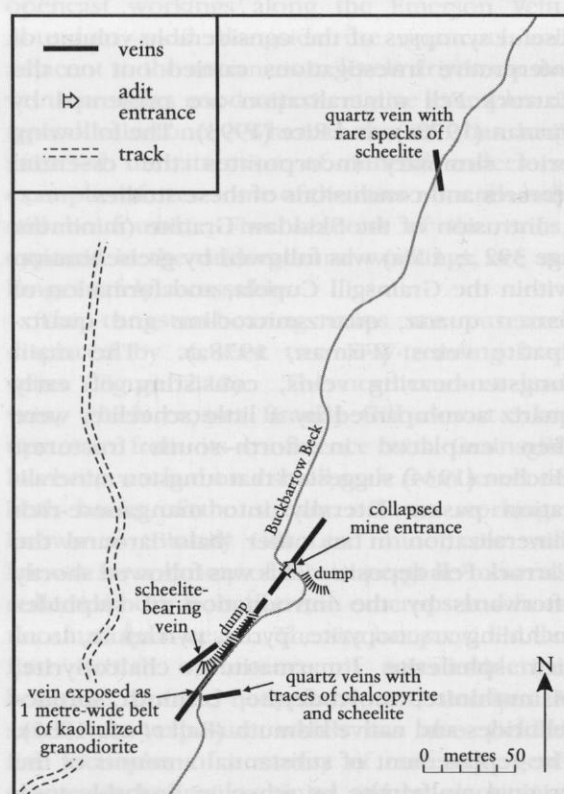 veins
adit
entrance
track
quartz vein with
rare specks of
scheelite
Buddbarrow Beck
collapsed
mine entrance
dump
dump
scheelite-
bearing
vein
vein exposed as
1 metre-wide belt
of kaolinized
granodiorite
quartz veins with
traces of chalcopyrite
and scheelite
N
0 metres 50